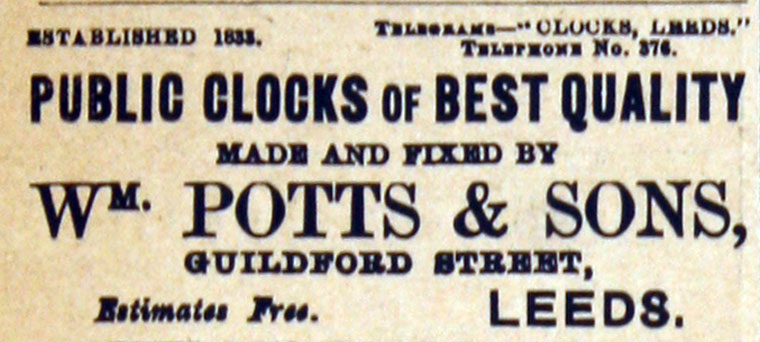 ESTABLISHED 1833.
TELEGRAMS—"CLOCKS, LEEDS."
TELEPHONE No. 376.
PUBLIC CLOCKS OF BEST QUALITY
MADE AND FIXED BY
WM. POTTS & SONS,
GUILDFORD STREET,
Estimates Free.
LEEDS.